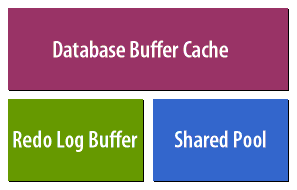 Database Buffer Cache
Redo Log Buffer
Shared Pool